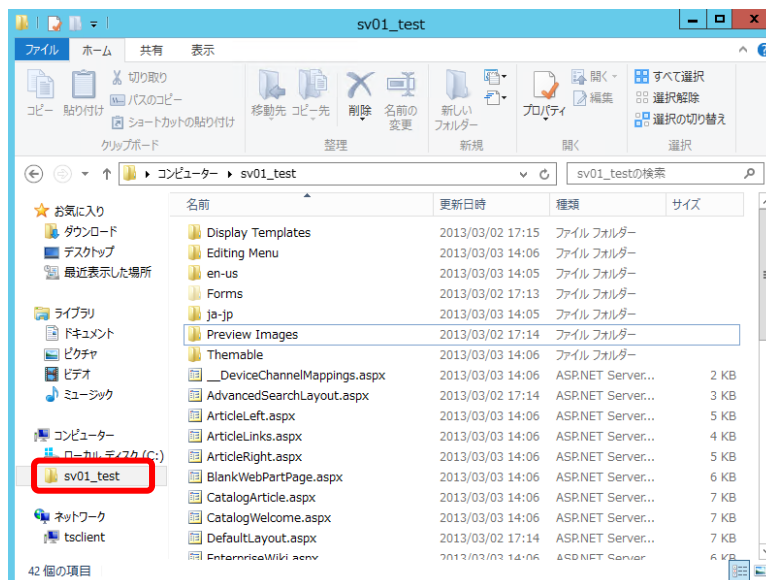 sv01_test
ファイル ホーム 共有 表示
コピー 貼り付け 切り取り
パスのコピー
ショートカットの貼り付け
クリップボード
移動先 コピー先 削除 名前の変更
整理
新しいフォルダー
新規
プロパティ 開く
編集
開く
すべて選択
選択解除
選択の切り替え
選択
コンピューター sv01_test
sv01_testの検索
お気に入り
ダウンロード
デスクトップ
最近表示した場所
ライブラリ
ドキュメント
ピクチャ
ビデオ
ミュージック
コンピューター
ローカル ディスク (C:)
sv01_test
ネットワーク
tsclient
名前 更新日時 種類 サイズ
Display Templates 2013/03/02 17:15 ファイル フォルダー
Editing Menu 2013/03/03 14:06 ファイル フォルダー
en-us 2013/03/03 14:05 ファイル フォルダー
Forms 2013/03/02 17:13 ファイル フォルダー
ja-jp 2013/03/03 14:05 ファイル フォルダー
Preview Images 2013/03/02 17:14 ファイル フォルダー
Themable 2013/03/03 14:06 ファイル フォルダー
__DeviceChannelMappings.aspx 2013/03/03 14:06 ASP.NET Server... 2 KB
AdvancedSearchLayout.aspx 2013/03/02 17:14 ASP.NET Server... 3 KB
ArticleLeft.aspx 2013/03/03 14:06 ASP.NET Server... 5 KB
ArticleLinks.aspx 2013/03/03 14:06 ASP.NET Server... 4 KB
ArticleRight.aspx 2013/03/03 14:06 ASP.NET Server... 5 KB
BlankWebPartPage.aspx 2013/03/03 14:06 ASP.NET Server... 6 KB
CatalogArticle.aspx 2013/03/03 14:06 ASP.NET Server... 7 KB
CatalogWelcome.aspx 2013/03/03 14:06 ASP.NET Server... 7 KB
DefaultLayout.aspx 2013/03/02 17:14 ASP.NET Server... 7 KB
EnterpriseWiki.aspx 2013/03/03 14:06 ASP.NET Server... 6 KB
42 個の項目